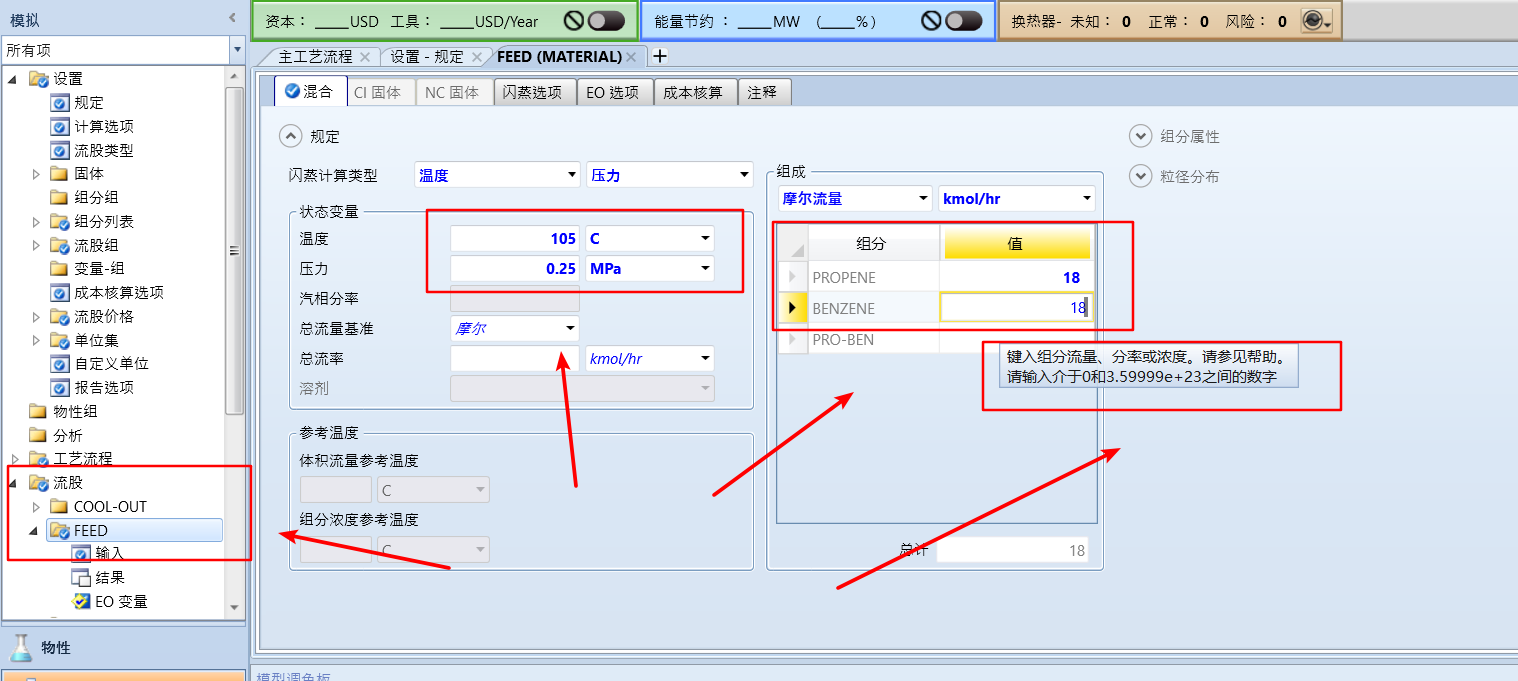 模拟
所有项
设置
规定
计算选项
流股类型
固体
组分组
组分列表
流股组
变量-组
成本核算选项
流股价格
单位集
自定义单位
报告选项
物性组
分析
工艺流程
流股
COOL-OUT
FEED
输入
结果
EO 变量
物性
资本： _____USD 工具： _____USD/Year
能量节约 ： _____MW (_____%)
换热器- 未知： 0 正常： 0 风险： 0
主工艺流程
设置 - 规定
FEED (MATERIAL)
混合
CI 固体
NC 固体
闪蒸选项
EO 选项
成本核算
注释
规定
闪蒸计算类型 温度 压力
状态变量
温度 105 C
压力 0.25 MPa
汽相分率
总流量基准 摩尔
总流率 kmol/hr
溶剂
参考温度
体积流量参考温度
C
组分浓度参考温度
C
组成
摩尔流量 kmol/hr
组分 值
PROPENE 18
BENZENE 18
PRO-BEN
键入组分流量、分率或浓度。请参见帮助。
请输入介于0和3.59999e+23之间的数字
总计 18
组分属性
粒径分布
模型调色板